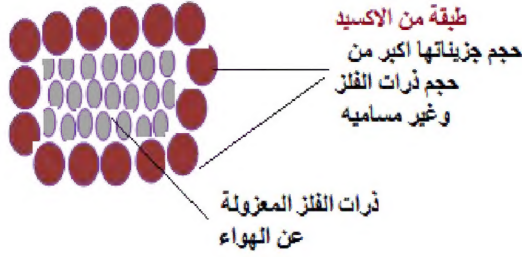 طبقة من الاكسيد
حجم جزيئاتها اكبر من
حجم ذرات الفلز
وغير مساميه
ذرات الفلز المعزولة
عن الهواء